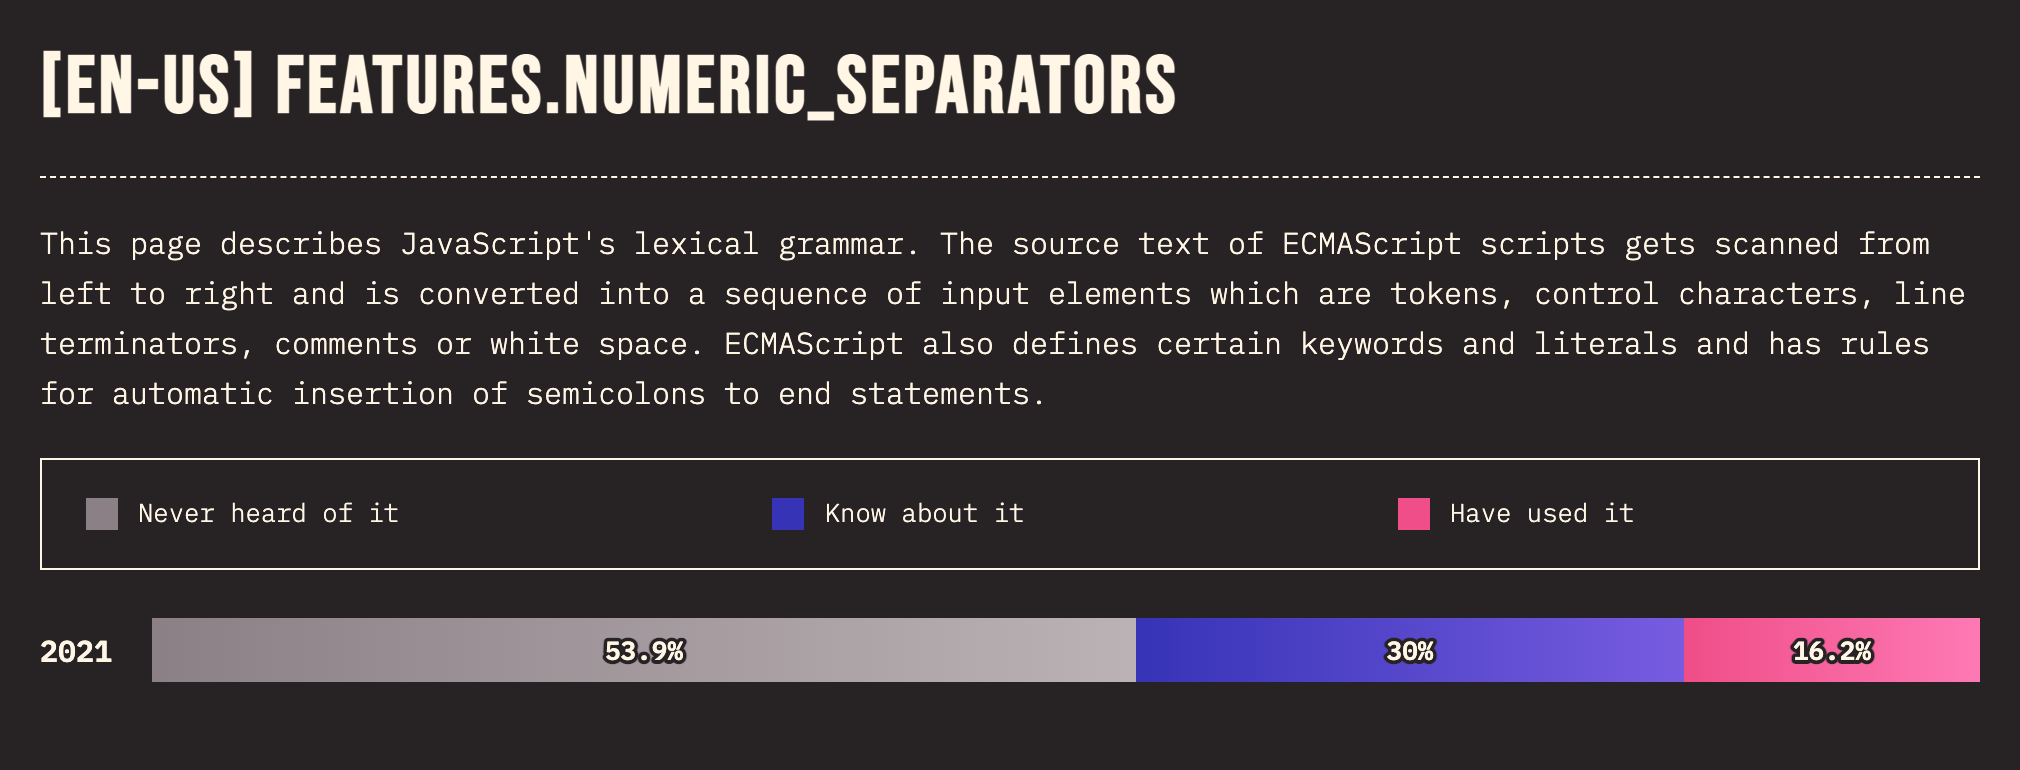 [EN-US] FEATURES.NUMERIC_SEPARATORS
This page describes JavaScript's lexical grammar. The source text of ECMAScript scripts gets scanned from
left to right and is converted into a sequence of input elements which are tokens, control characters, line
terminators, comments or white space. ECMAScript also defines certain keywords and literals and has rules
for automatic insertion of semicolons to end statements.
Never heard of it Know about it Have used it
2021 53.9% 30% 16.2%